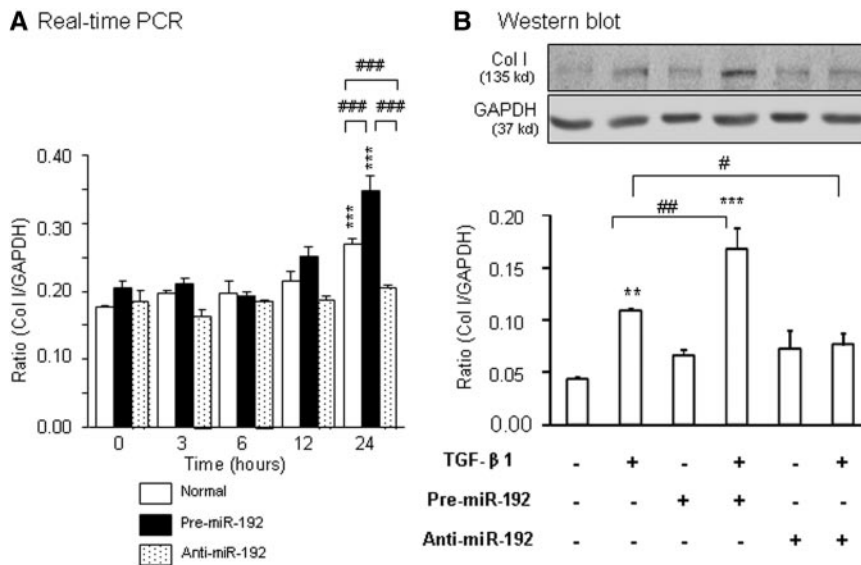 A Real-time PCR
###
### ###
***
***
0.40
0.30
0.20
0.10
0.00
Ratio (Col I/GAPDH)
0 3 6 12 24
Time (hours)
Normal
Pre-miR-192
Anti-miR-192
B Western blot
Col I
(135 kd)
GAPDH
(37 kd)
#
##
***
**
0.20
0.15
0.10
0.05
0.00
Ratio (Col I/GAPDH)
TGF-β1 - + - + - +
Pre-miR-192 - - + + - -
Anti-miR-192 - - - - + +